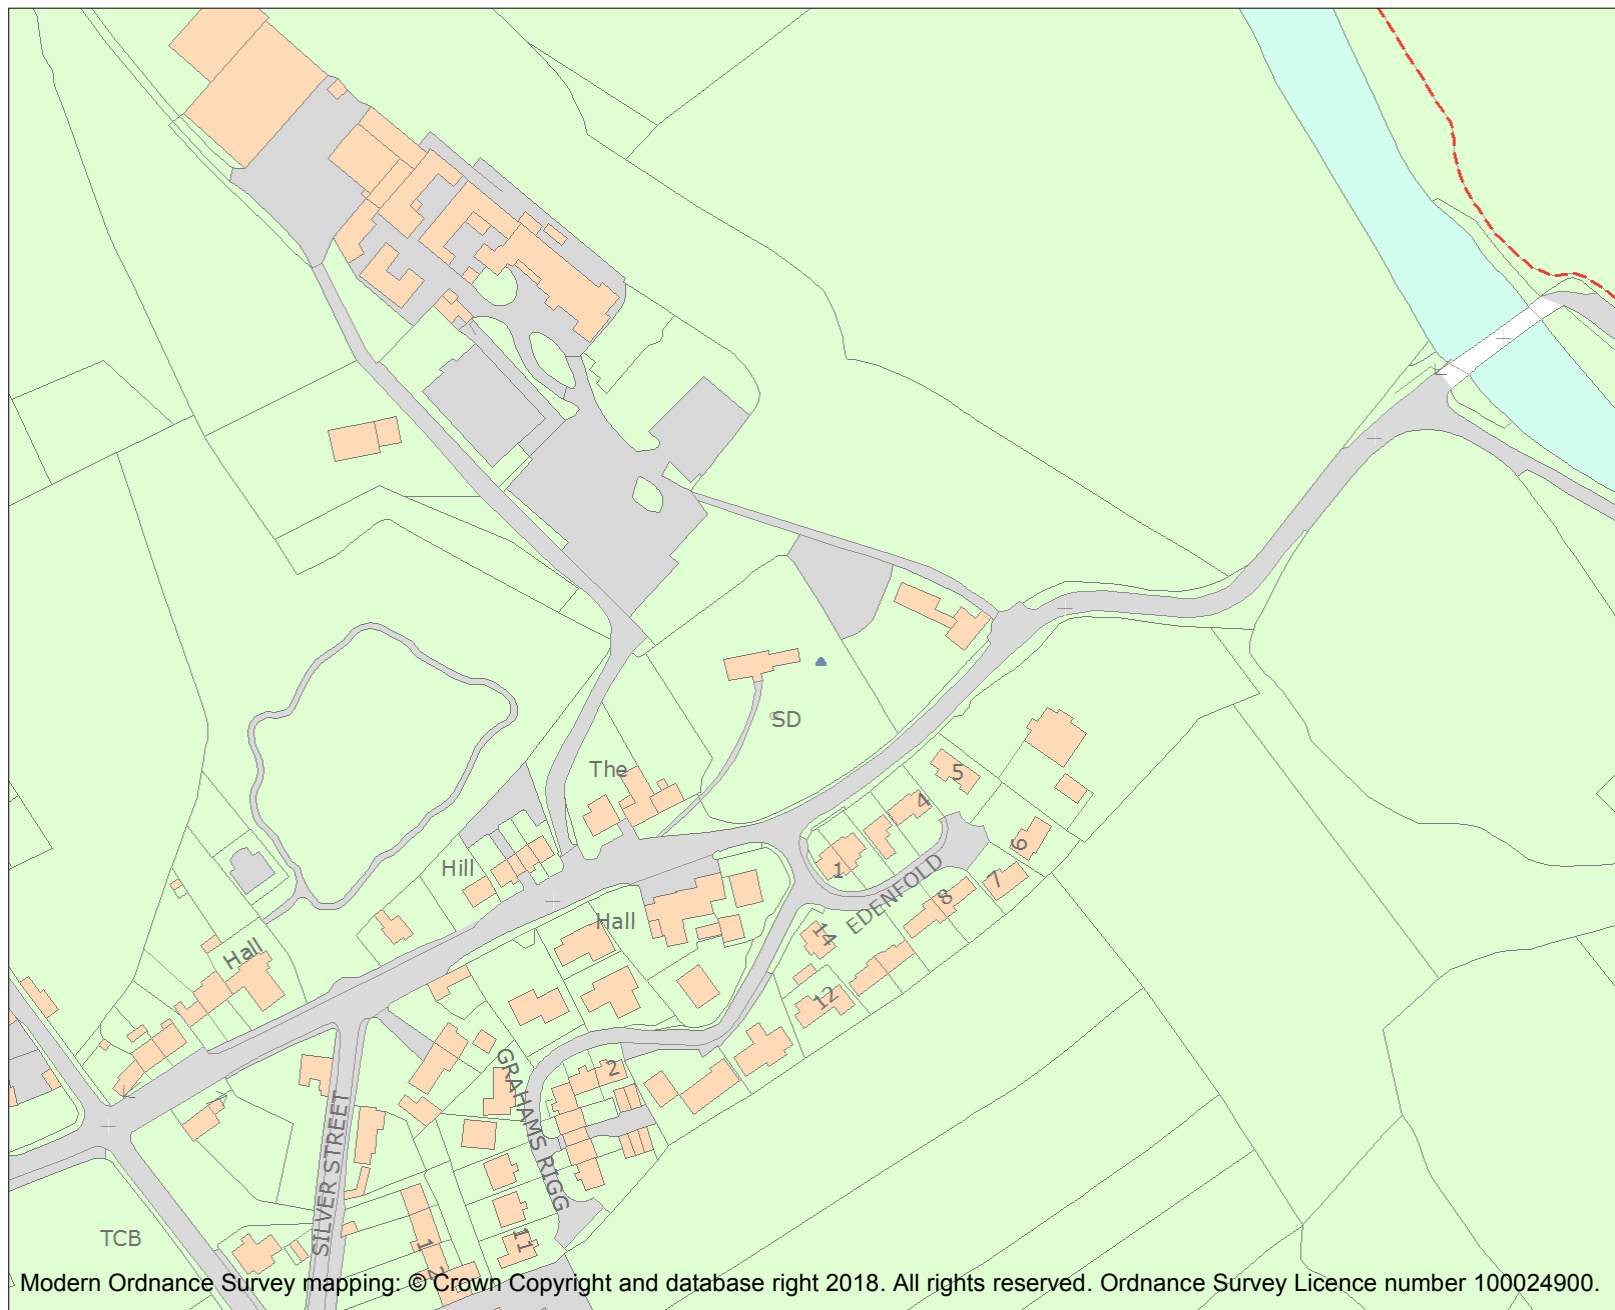 SD
The
5
4
6
Hill
1
7
8
EDENFOLD
Hall
14
Hall
12
GRAHAMS RIGG
2
SILVER STREET
TCB
11
1
Modern Ordnance Survey mapping: © Crown Copyright and database right 2018. All rights reserved. Ordnance Survey Licence number 100024900.